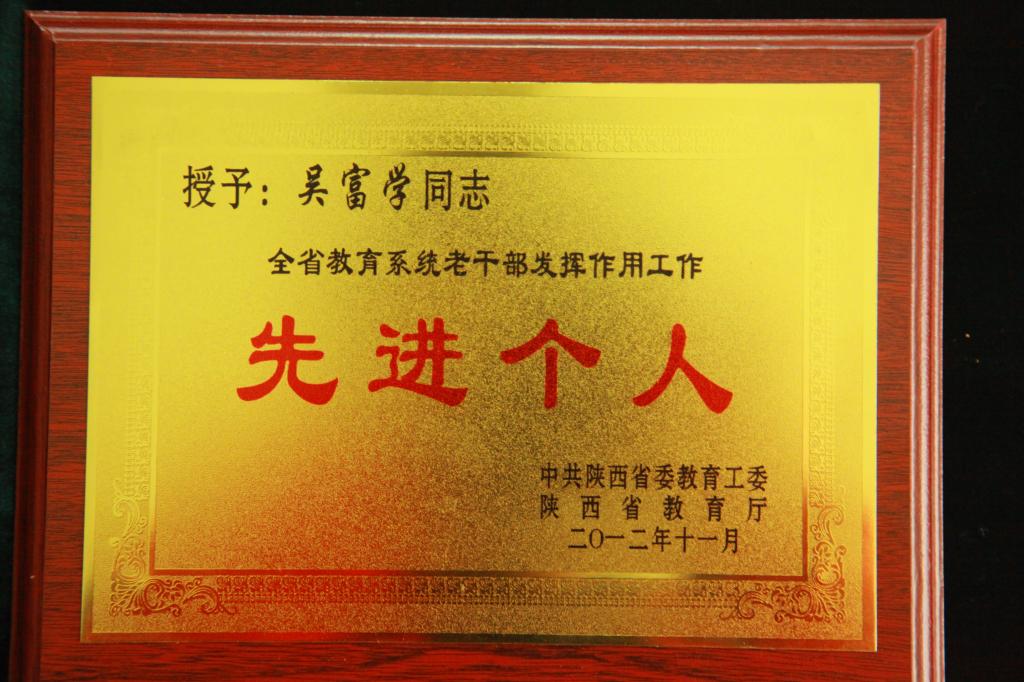 授予：吴富学同志
全省教育系统老干部发挥作用工作
先进个人
中共陕西省委教育工委
陕西省教育厅
二〇一二年十一月